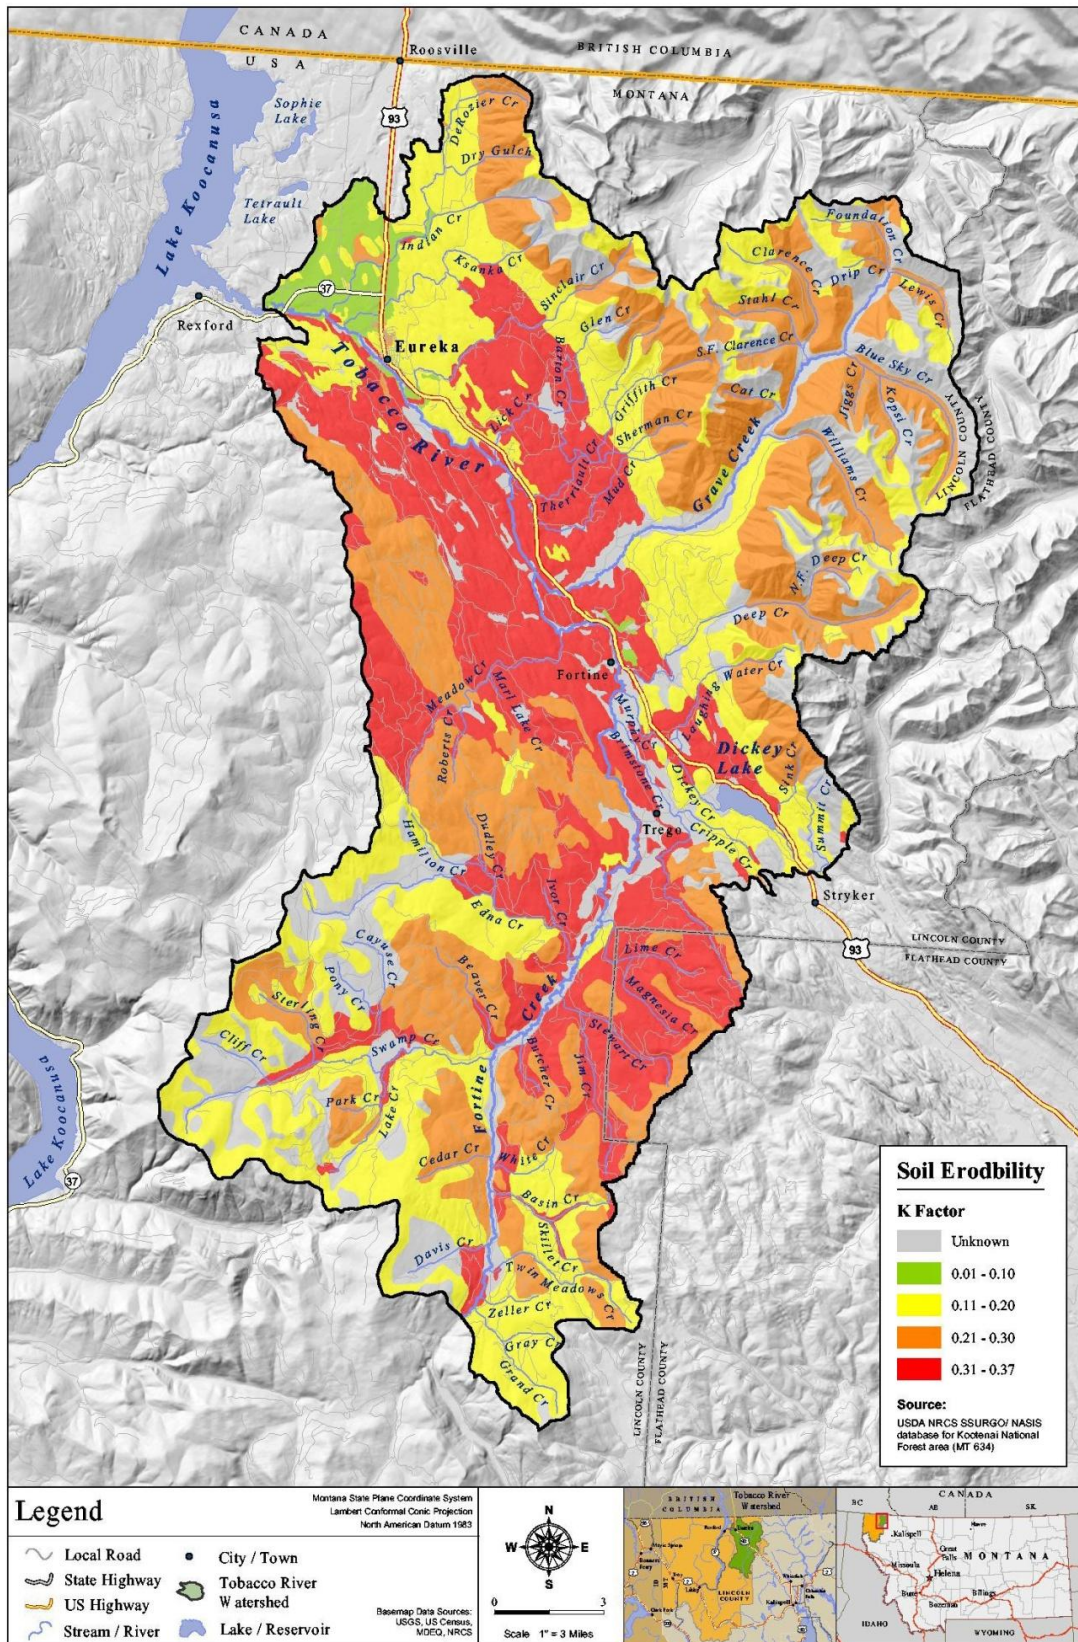 CANADA
USA
Roosville
BRITISH COLUMBIA
MONTANA
Sophie
Lake
93
DeRozier Cr
Dry Gulch
Lake Koocanusa
Tetrault
Lake
Indian Cr
Ksanka Cr
Sinclair Cr
Foundation Cr
Clarence Cr
Drip Cr
Lewis Cr
Stahl Cr
37
Rexford
Glen Cr
S.F. Clarence Cr
Blue Sky Cr
Eureka
Tobacco River
Barton Cr
Griffith Cr
Cat Cr
Jiggs Cr
Kopsi Cr
LINCOLN COUNTY
FLATHEAD COUNTY
Lick Cr
Sherman Cr
Williams Cr
Therriault Cr
Mud Cr
Grave Creek
N.F. Deep Cr
Deep Cr
Fortine
Water Cr
Laughing
Meadow Cr
Marl Lake Cr
Roberts Cr
Murphy Cr
Brimstone Cr
Dickey
Lake
Sink Cr
Dickey Cr
Summit Cr
Trego
Cripple Cr
Hamilton Cr
Dudley Cr
Ivor Cr
Edna Cr
Stryker
93
LINCOLN COUNTY
FLATHEAD COUNTY
Cayuse Cr
Pony Cr
Beaver Cr
Lime Cr
Magnesia Cr
Sterling Cr
Stewart Cr
Cliff Cr
Swamp Cr
Fortine Creek
Butcher Cr
Jim Cr
Lake Koocanusa
37
Park Cr
Lake Cr
Cedar Cr
White Cr
Basin Cr
Skillet Cr
Davis Cr
Twin Meadows Cr
Zeller Cr
Gray Cr
Grand Cr
LINCOLN COUNTY
FLATHEAD COUNTY
Soil Erodbility
K Factor
Unknown
0.01 - 0.10
0.11 - 0.20
0.21 - 0.30
0.31 - 0.37
Source:
USDA NRCS SSURGO/ NASIS
database for Kootenai National
Forest area (MT 634)
Legend
Local Road
State Highway
US Highway
Stream / River
City / Town
Tobacco River
Watershed
Lake / Reservoir
Montana State Plane Coordinate System
Lambert Conformal Conic Projection
North American Datum 1983
Basemap Data Sources:
USGS, US Census,
MDEQ, NRCS
N
W
E
S
0
3
Scale 1" = 3 Miles
BRITISH
COLUMBIA
Tobacco River
Watershed
LINCOLN
COUNTY
Kalispell
CANADA
BC
AB
SK
Kalispell
Havre
Great
Falls
MONTANA
Missoula
Helena
Butte
Billings
Bozeman
IDAHO
WYOMING